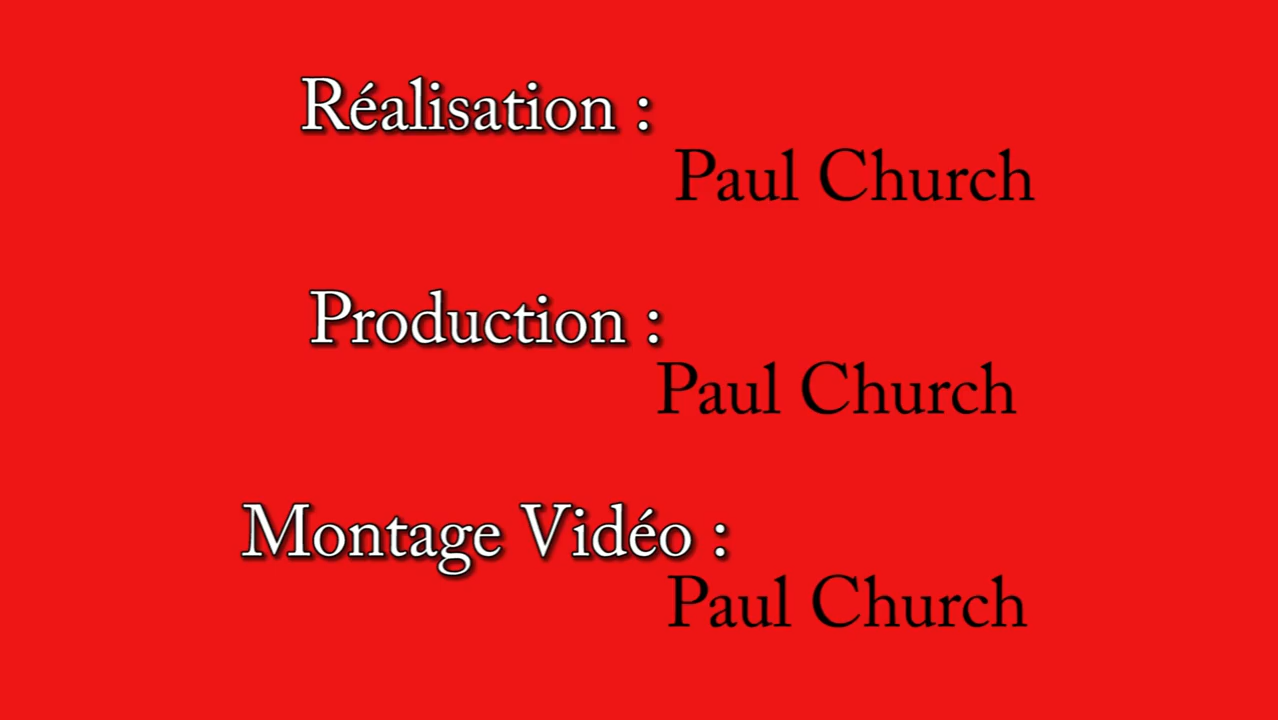 Réalisation :
Paul Church
Production :
Paul Church
Montage Vidéo :
Paul Church